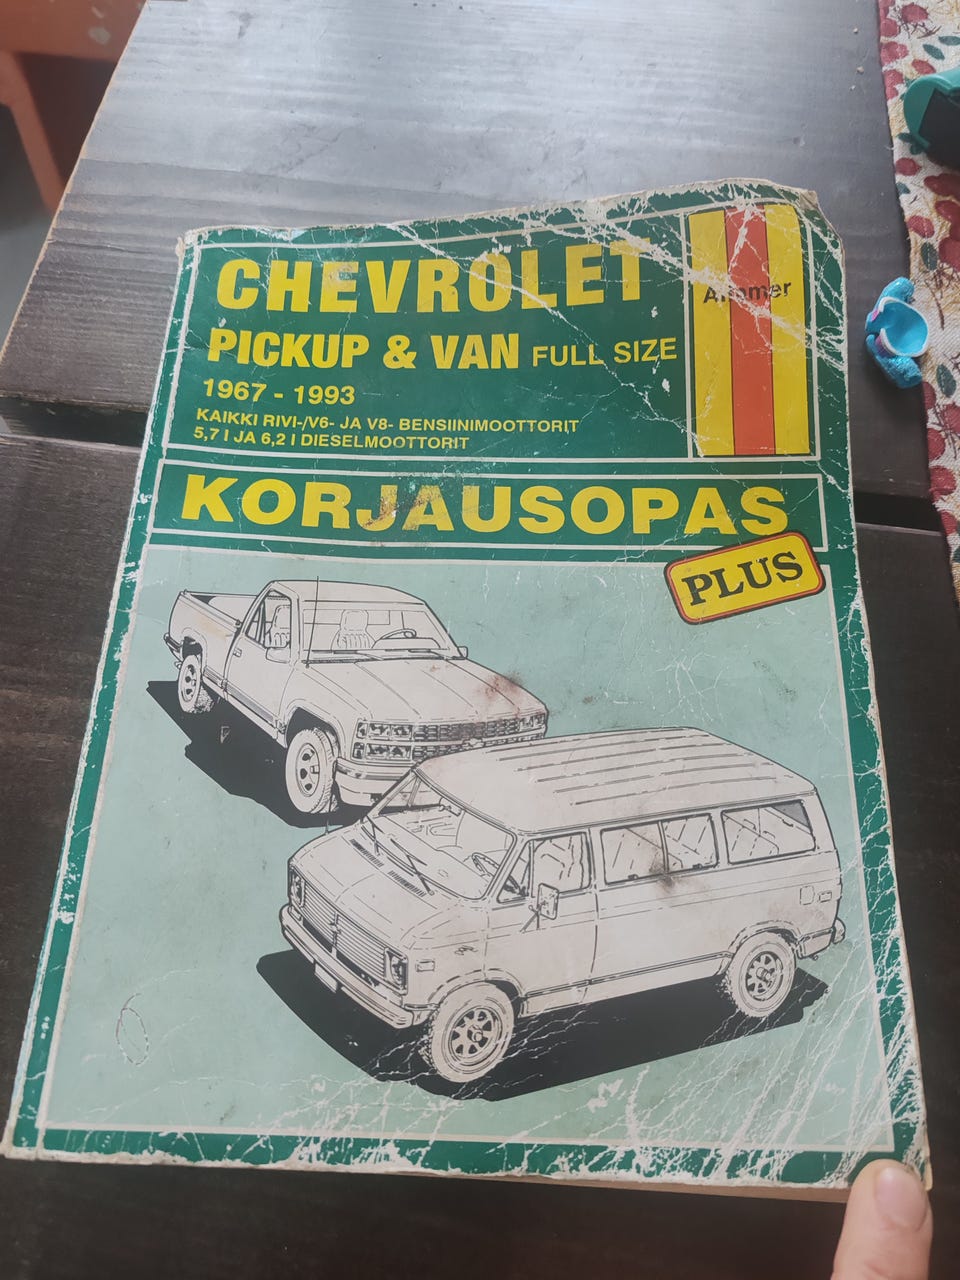 CHEVROLET
PICKUP & VAN FULL SIZE
1967 - 1993
KAIKKI RIVI-/V6- JA V8- BENSIINIMOOTTORIT
5,7 l JA 6,2 l DIESELMOOTTORIT
Alfamer
KORJAUSOPAS
PLUS